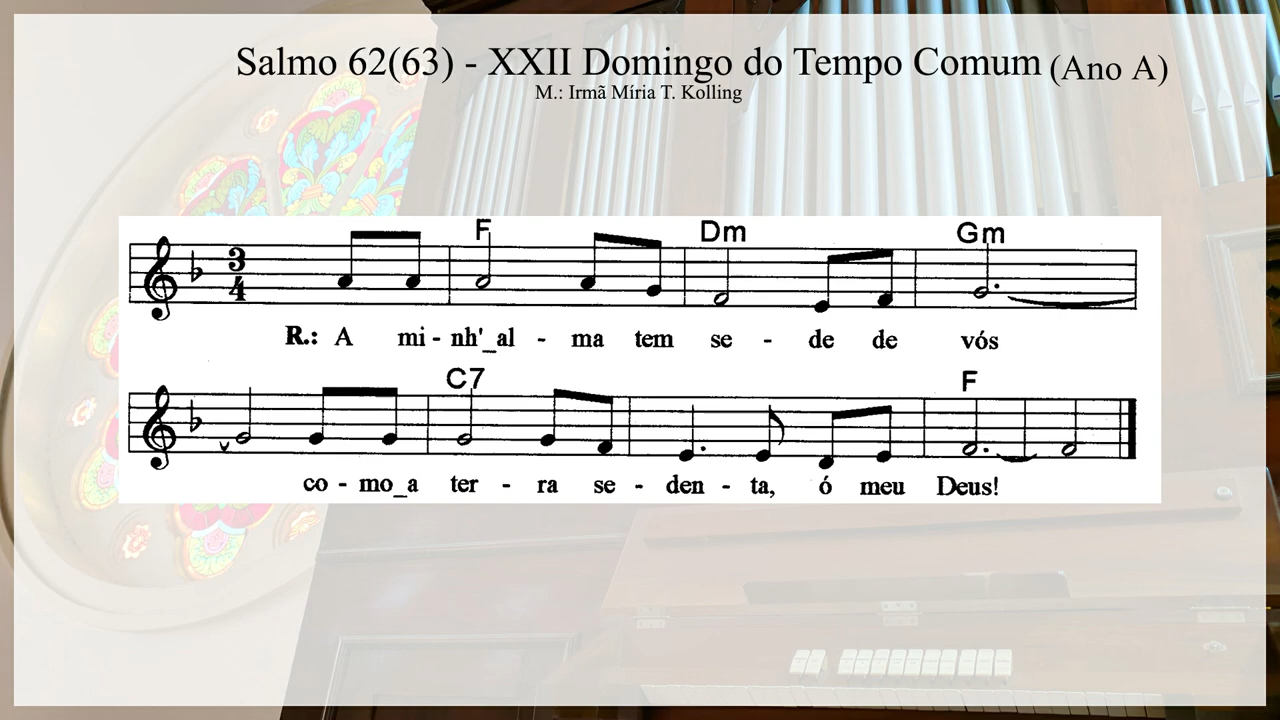 Salmo 62(63) - XXII Domingo do Tempo Comum (Ano A)
M.: Irmã Míria T. Kolling
F Dm Gm
3
4
R.: A mi - nh'_al - ma tem se - de de vós
C7 F
co - mo_a ter - ra se - den - ta, ó meu Deus!